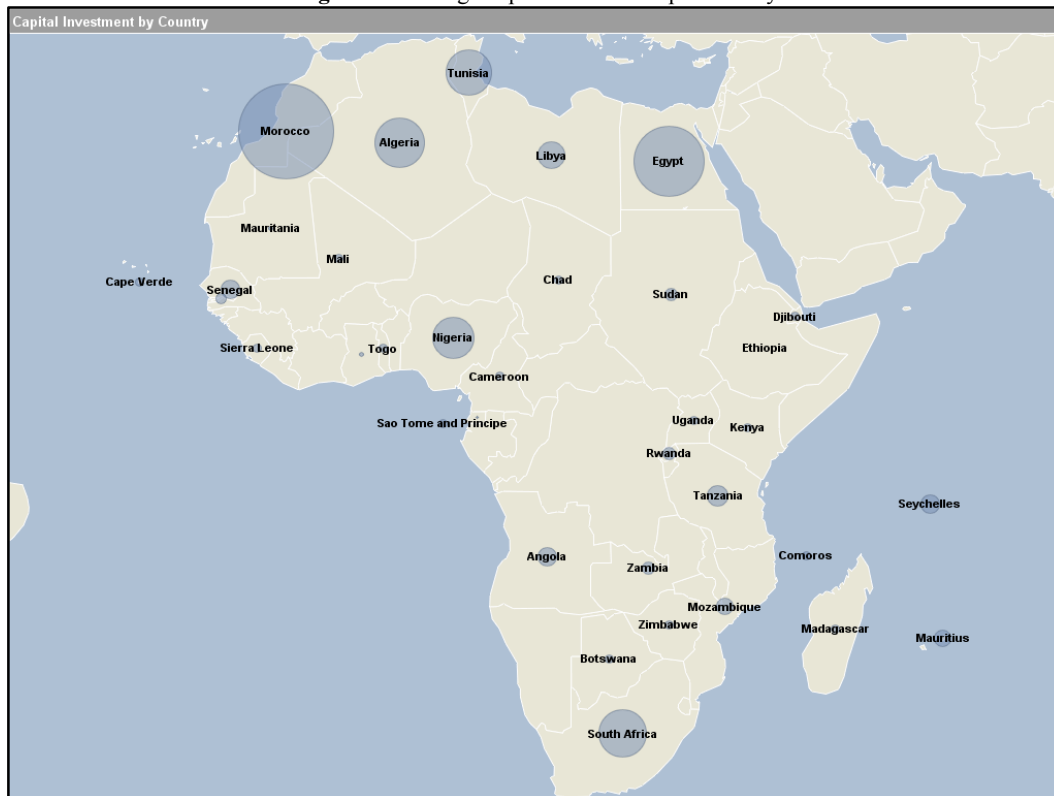 Capital Investment by Country
Tunisia
Morocco
Algeria
Libya
Egypt
Mauritania
Mali
Cape Verde
Chad
Senegal
Sudan
Djibouti
Nigeria
Sierra Leone
Togo
Ethiopia
Cameroon
Sao Tome and Principe
Uganda
Kenya
Rwanda
Tanzania
Seychelles
Angola
Comoros
Zambia
Mozambique
Zimbabwe
Madagascar
Mauritius
Botswana
South Africa